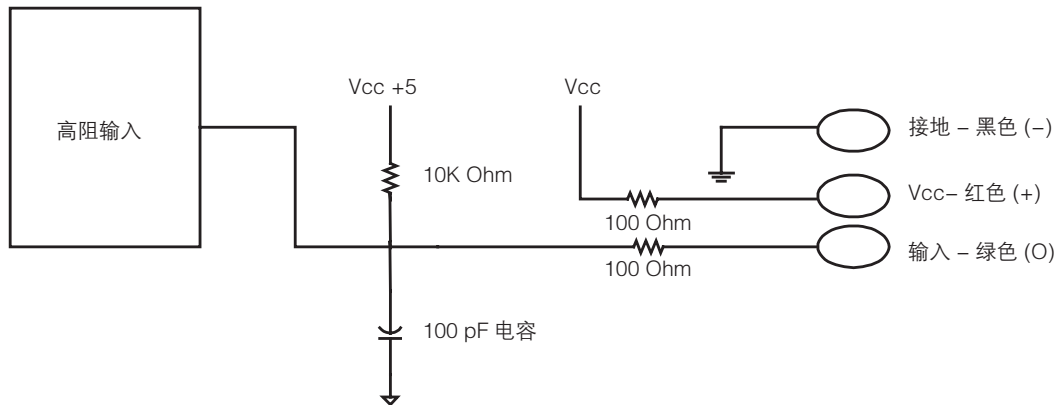 Vcc +5
Vcc
高阻输入
接地 – 黑色 (–)
10K Ohm
Vcc– 红色 (+)
100 Ohm
输入 – 绿色 (O)
100 Ohm
100 pF 电容